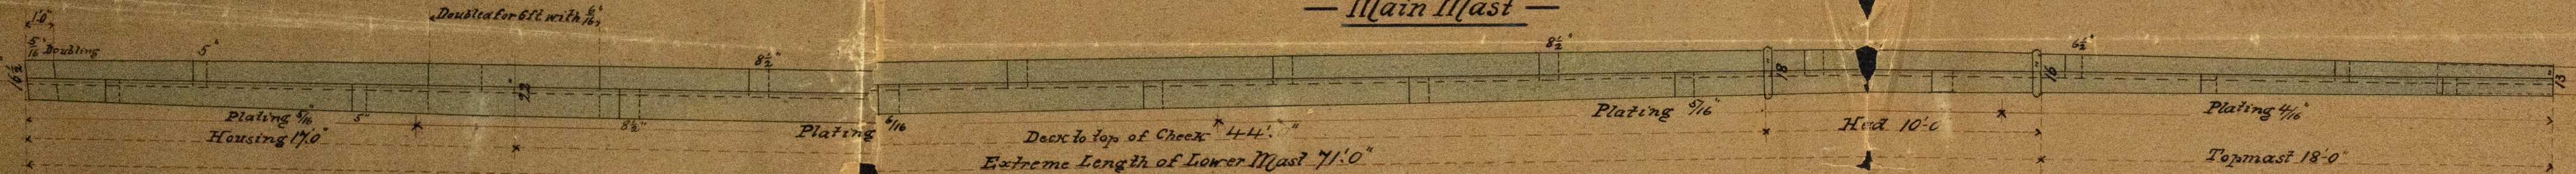 — Main Mast —
1'.0"
Doubled for 6 ft with 6/16"
5/16" Doubling
5"
8½"
8½"
6½"
16½"
22"
18
16
13
Plating 5/16"
5"
8½"
Plating 6/16
Plating 5/16"
Plating 4/16"
Housing 17'.0"
Deck to top of Cheek 44'. "
Head 10'-0
Extreme Length of Lower Mast 71'.0"
Topmast 18'-0"